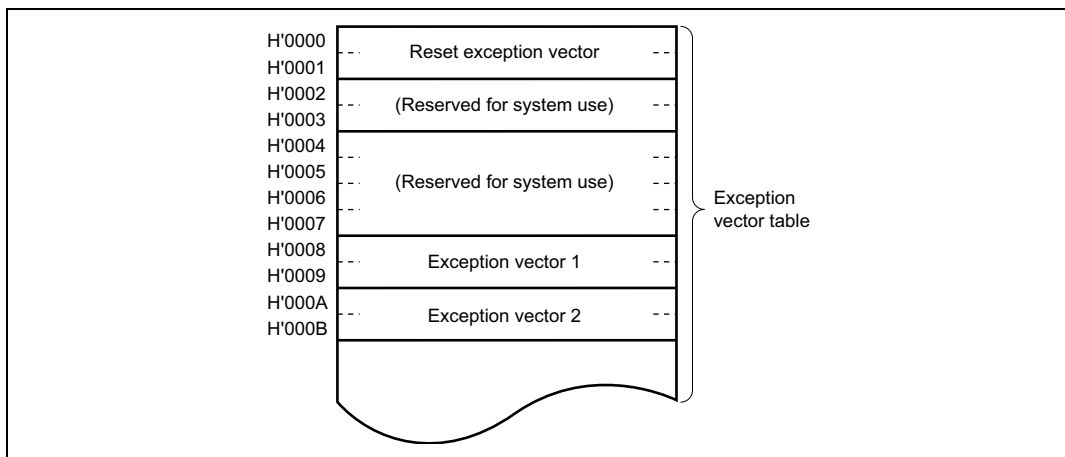 H'0000
H'0001
Reset exception vector
H'0002
H'0003
(Reserved for system use)
H'0004
H'0005
H'0006
H'0007
(Reserved for system use)
H'0008
H'0009
Exception vector 1
H'000A
H'000B
Exception vector 2
Exception
vector table